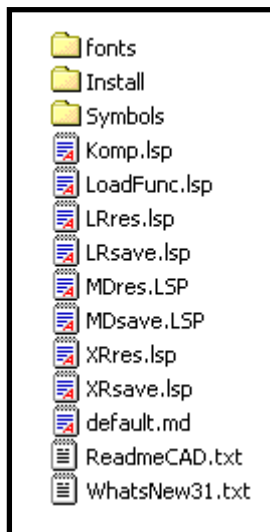 fonts
Install
Symbols
Komp.lsp
LoadFunc.lsp
LRres.lsp
LRsave.lsp
MDres.LSP
MDsave.LSP
XRres.lsp
XRsave.lsp
default.md
ReadmeCAD.txt
WhatsNew31.txt